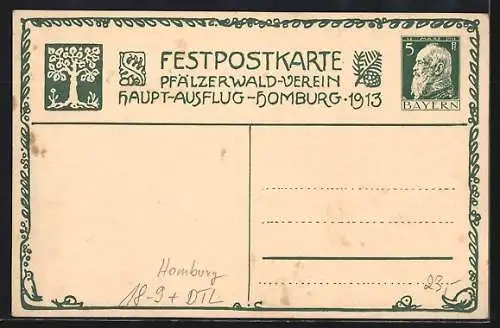 FESTPOSTKARTE
PFÄLZERWALD-VEREIN
HAUPT-AUSFLUG-HOMBURG·1913
5
BAYERN
Homburg
18-9+DTL
23,-